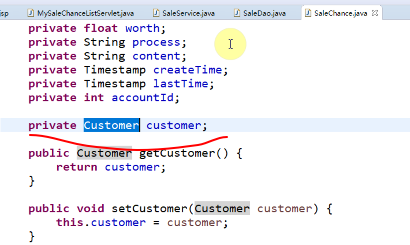 jsp MySaleChanceListServlet.java SaleService.java SaleDao.java SaleChance.java
private float worth;
private String process;
private String content;
private Timestamp createTime;
private Timestamp lastTime;
private int accountId;
private Customer customer;
public Customer getCustomer() {
return customer;
}
public void setCustomer(Customer customer) {
this.customer = customer;
}